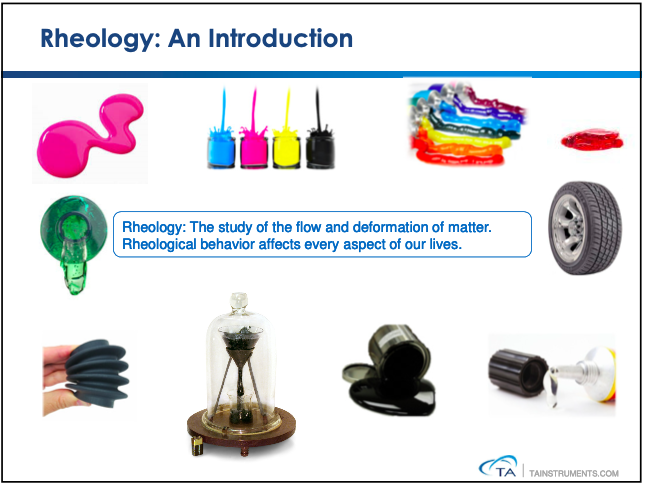 Rheology: An Introduction
Rheology: The study of the flow and deformation of matter.
Rheological behavior affects every aspect of our lives.
TA
TAINSTRUMENTS.COM